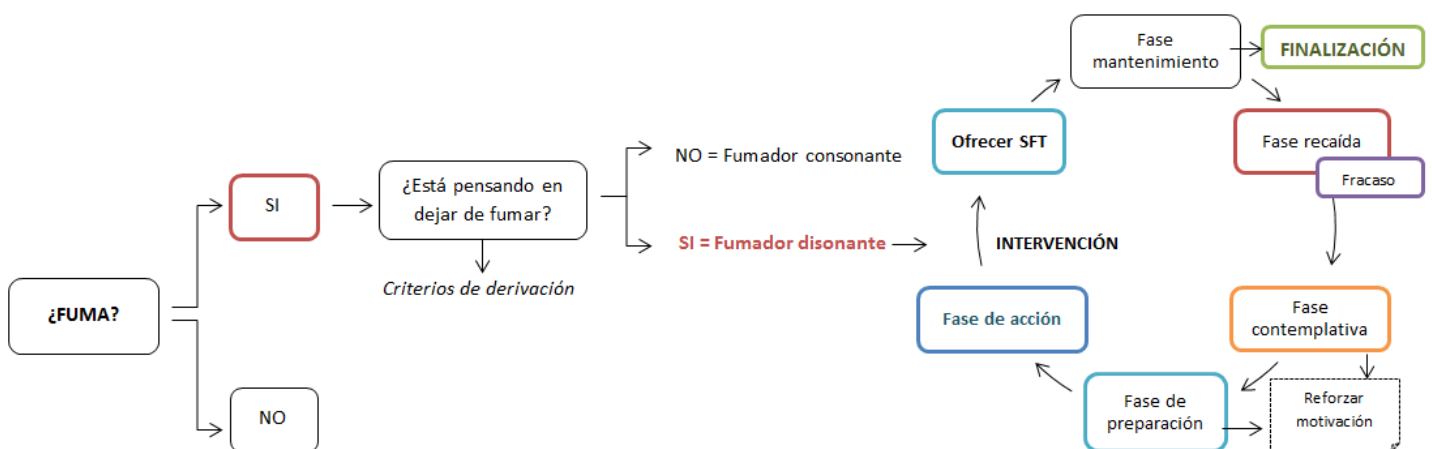 ¿FUMA?
SI
NO
¿Está pensando en
dejar de fumar?
Criterios de derivación
NO = Fumador consonante
SI = Fumador disonante
INTERVENCIÓN
Ofrecer SFT
Fase
mantenimiento
FINALIZACIÓN
Fase recaída
Fracaso
Fase
contemplativa
Reforzar
motivación
Fase de
preparación
Fase de acción